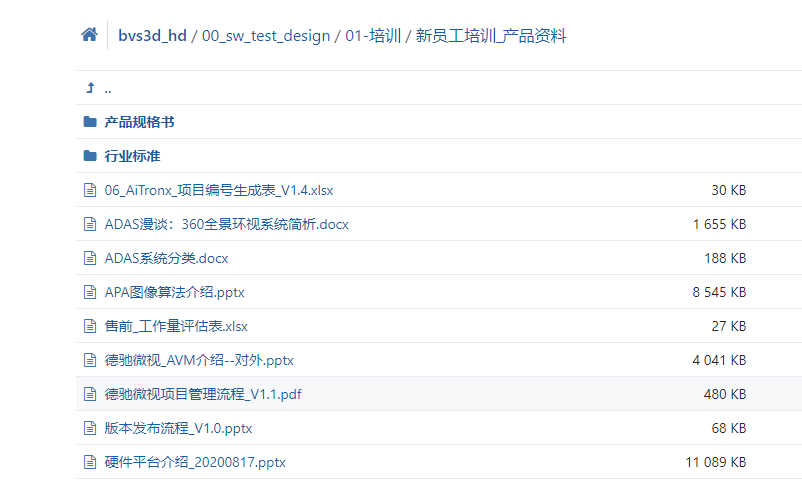 bvs3d_hd / 00_sw_test_design / 01-培训 / 新员工培训_产品资料
..
产品规格书
行业标准
06_AiTronx_项目编号生成表_V1.4.xlsx 30 KB
ADAS漫谈：360全景环视系统简析.docx 1 655 KB
ADAS系统分类.docx 188 KB
APA图像算法介绍.pptx 8 545 KB
售前_工作量评估表.xlsx 27 KB
德驰微视_AVM介绍--对外.pptx 4 041 KB
德驰微视项目管理流程_V1.1.pdf 480 KB
版本发布流程_V1.0.pptx 68 KB
硬件平台介绍_20200817.pptx 11 089 KB